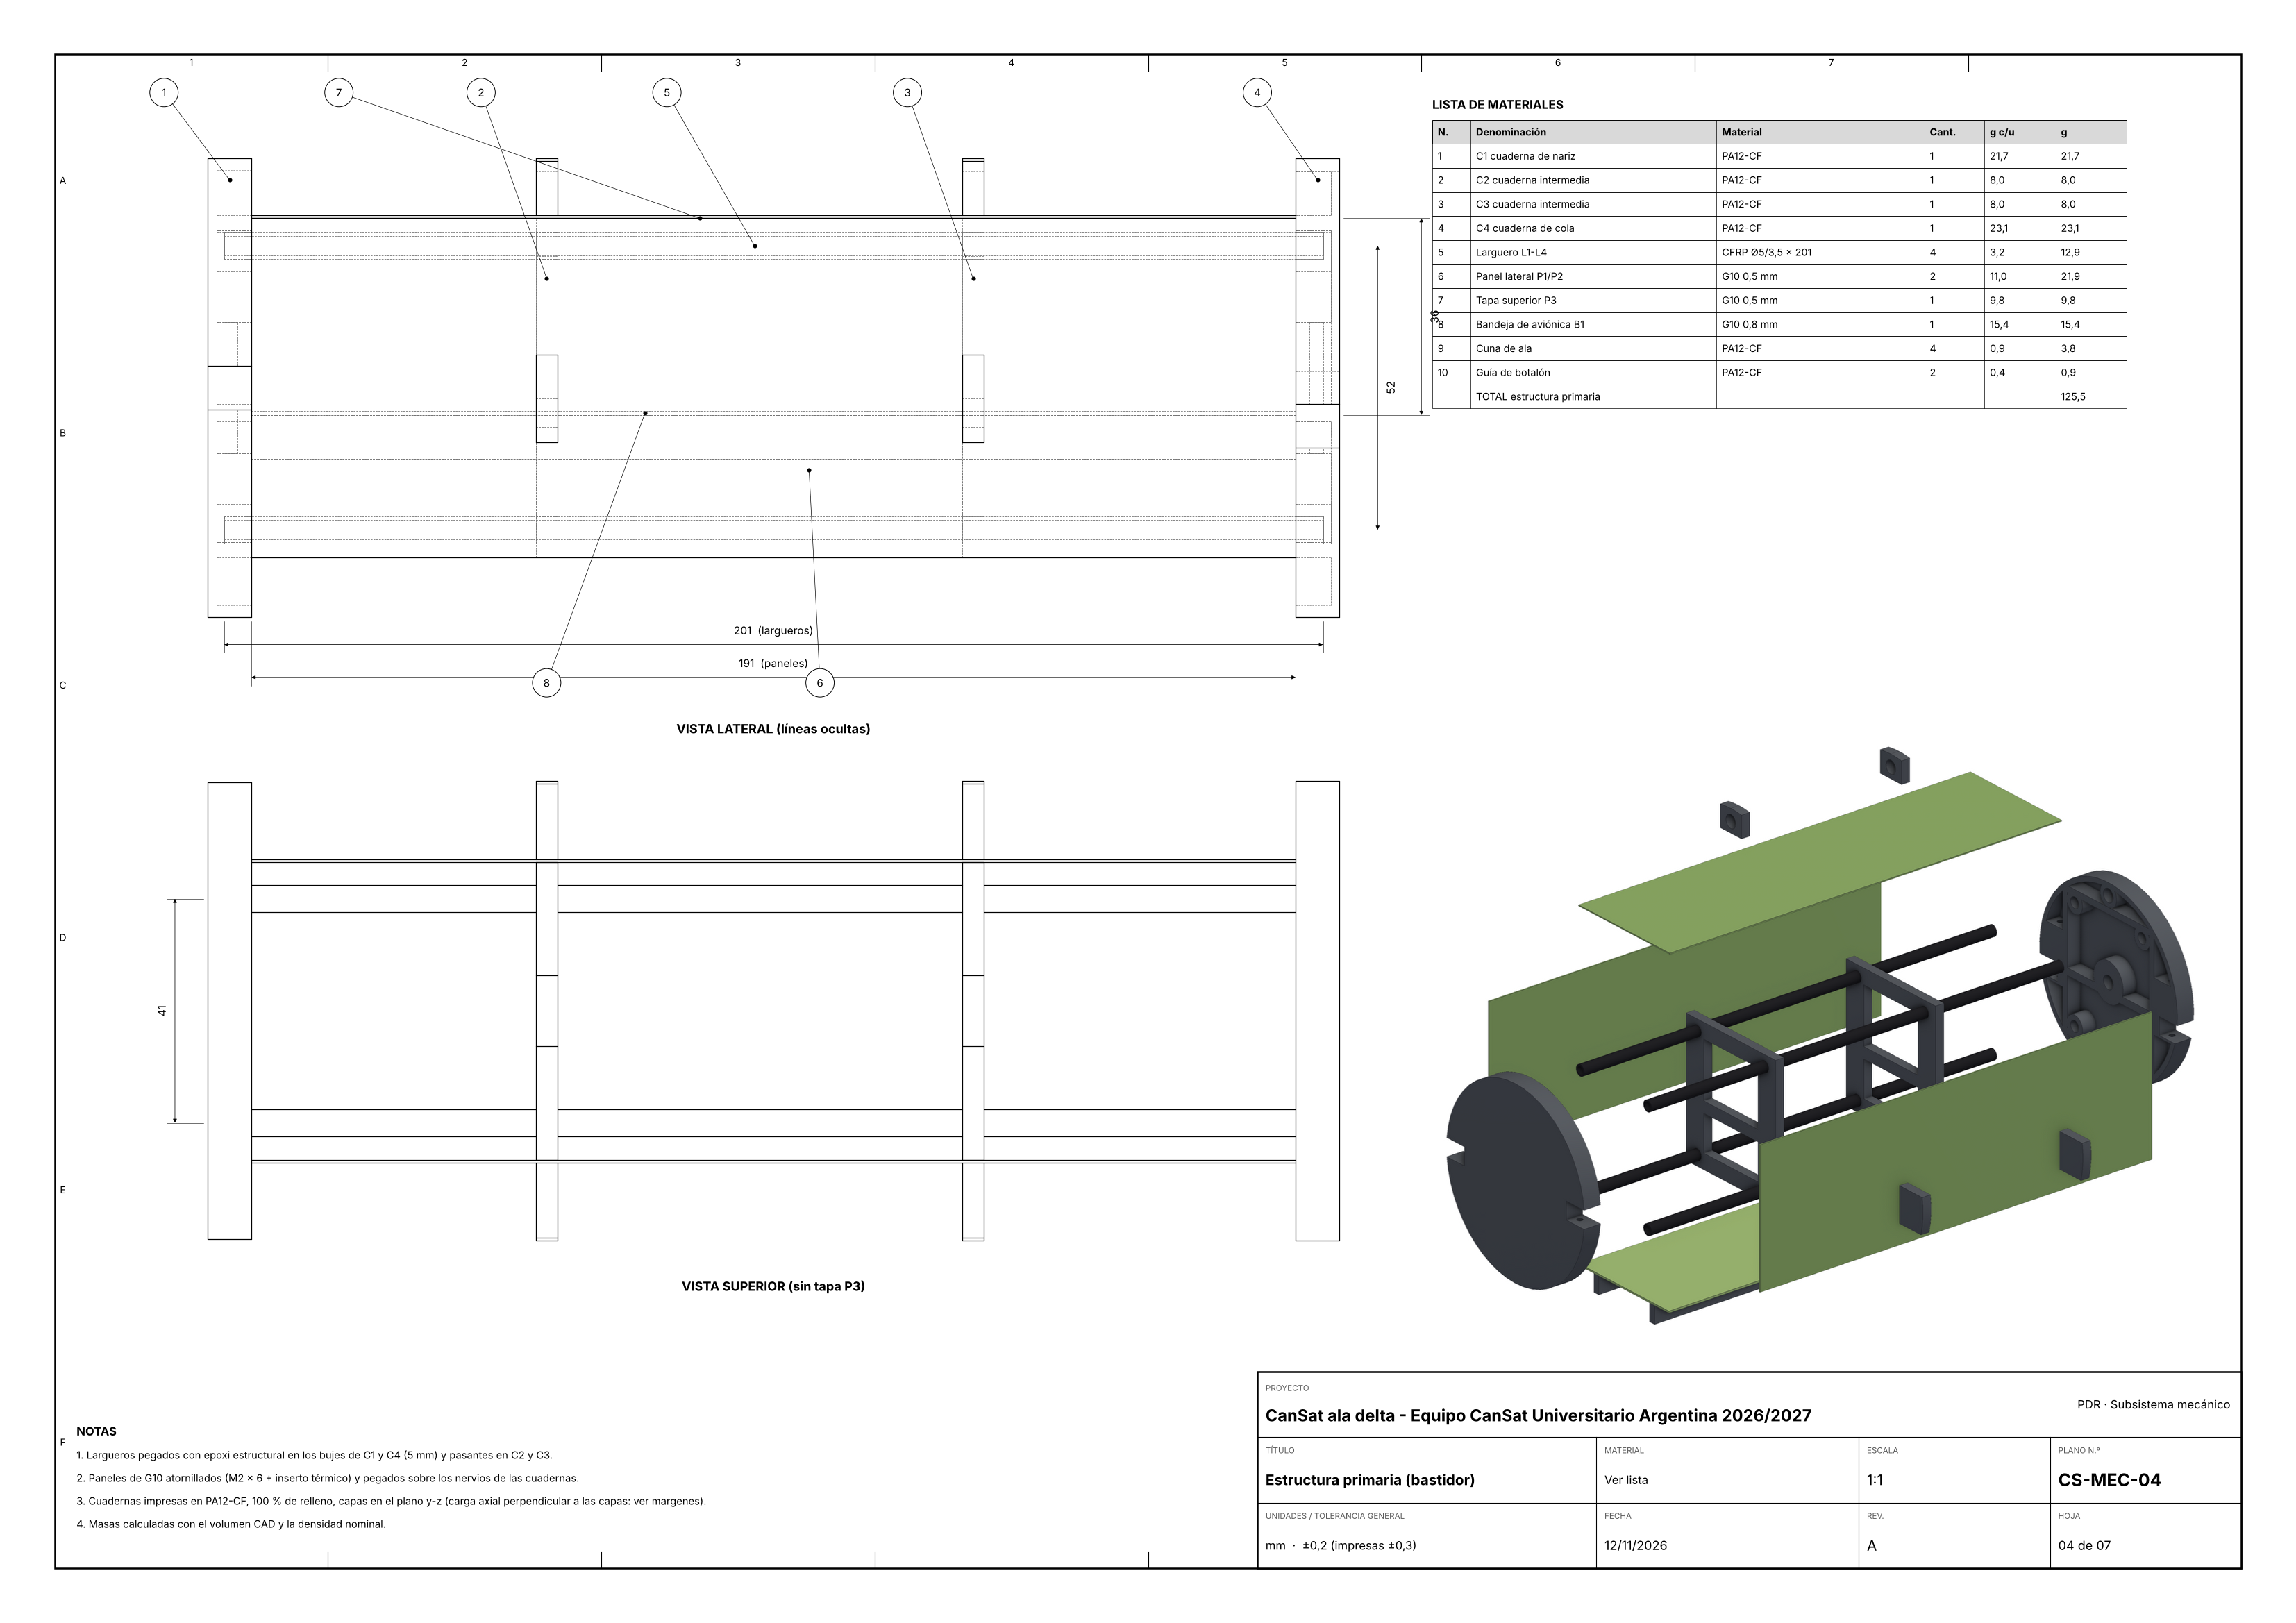 1 2 3 4 5 6 7
1 7 2 5 3 4
LISTA DE MATERIALES
N. Denominación Material Cant. g c/u g
1 C1 cuaderna de nariz PA12-CF 1 21,7 21,7
2 C2 cuaderna intermedia PA12-CF 1 8,0 8,0
3 C3 cuaderna intermedia PA12-CF 1 8,0 8,0
4 C4 cuaderna de cola PA12-CF 1 23,1 23,1
5 Larguero L1-L4 CFRP Ø5/3,5 × 201 4 3,2 12,9
6 Panel lateral P1/P2 G10 0,5 mm 2 11,0 21,9
7 Tapa superior P3 G10 0,5 mm 1 9,8 9,8
8 Bandeja de aviónica B1 G10 0,8 mm 1 15,4 15,4
9 Cuna de ala PA12-CF 4 0,9 3,8
10 Guía de botalón PA12-CF 2 0,4 0,9
TOTAL estructura primaria 125,5
A
B
C
D
E
F
36
52
201 (largueros)
191 (paneles)
8 6
VISTA LATERAL (líneas ocultas)
41
VISTA SUPERIOR (sin tapa P3)
NOTAS
1. Largueros pegados con epoxi estructural en los bujes de C1 y C4 (5 mm) y pasantes en C2 y C3.
2. Paneles de G10 atornillados (M2 × 6 + inserto térmico) y pegados sobre los nervios de las cuadernas.
3. Cuadernas impresas en PA12-CF, 100 % de relleno, capas en el plano y-z (carga axial perpendicular a las capas: ver margenes).
4. Masas calculadas con el volumen CAD y la densidad nominal.
PROYECTO
CanSat ala delta - Equipo CanSat Universitario Argentina 2026/2027
PDR · Subsistema mecánico
TÍTULO MATERIAL ESCALA PLANO N.º
Estructura primaria (bastidor) Ver lista 1:1 CS-MEC-04
UNIDADES / TOLERANCIA GENERAL FECHA REV. HOJA
mm · ±0,2 (impresas ±0,3) 12/11/2026 A 04 de 07